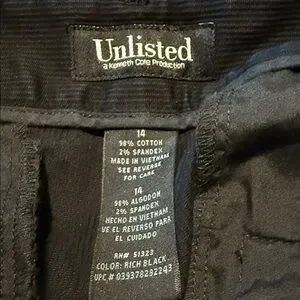 Unlisted
a Kenneth Cole Production
14
98% COTTON
2% SPANDEX
MADE IN VIETNAM
SEE REVERSE
FOR CARE
14
98% ALGODON
2% SPANDEX
HECHO EN VIETNAM
VE EL REVERSO PARA
EL CUIDADO
RN# 51323
COLOR: RICH BLACK
UPC # 039378292243